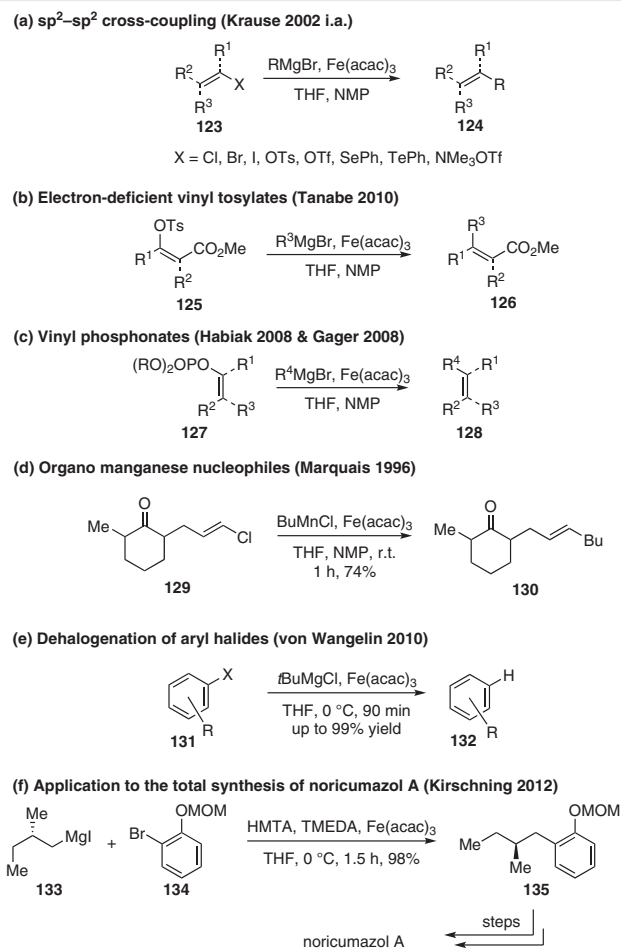 (a) sp²–sp² cross-coupling (Krause 2002 i.a.)
R¹
R²
X
R³
123
RMgBr, Fe(acac)₃
THF, NMP
R¹
R²
R
R³
124
X = Cl, Br, I, OTs, OTf, SePh, TePh, NMe₃OTf
(b) Electron-deficient vinyl tosylates (Tanabe 2010)
OTs
R¹
CO₂Me
R²
125
R³MgBr, Fe(acac)₃
THF, NMP
R³
R¹
CO₂Me
R²
126
(c) Vinyl phosphonates (Habiak 2008 & Gager 2008)
(RO)₂OPO
R¹
R²
R³
127
R⁴MgBr, Fe(acac)₃
THF, NMP
R⁴
R¹
R²
R³
128
(d) Organo manganese nucleophiles (Marquais 1996)
O
Me
Cl
129
BuMnCl, Fe(acac)₃
THF, NMP, r.t.
1 h, 74%
O
Me
Bu
130
(e) Dehalogenation of aryl halides (von Wangelin 2010)
X
R
131
tBuMgCl, Fe(acac)₃
THF, 0 °C, 90 min
up to 99% yield
H
R
132
(f) Application to the total synthesis of noricumazol A (Kirschning 2012)
Me
MgI
Me
133
+
OMOM
Br
134
HMTA, TMEDA, Fe(acac)₃
THF, 0 °C, 1.5 h, 98%
OMOM
Me
Me
135
steps
noricumazol A